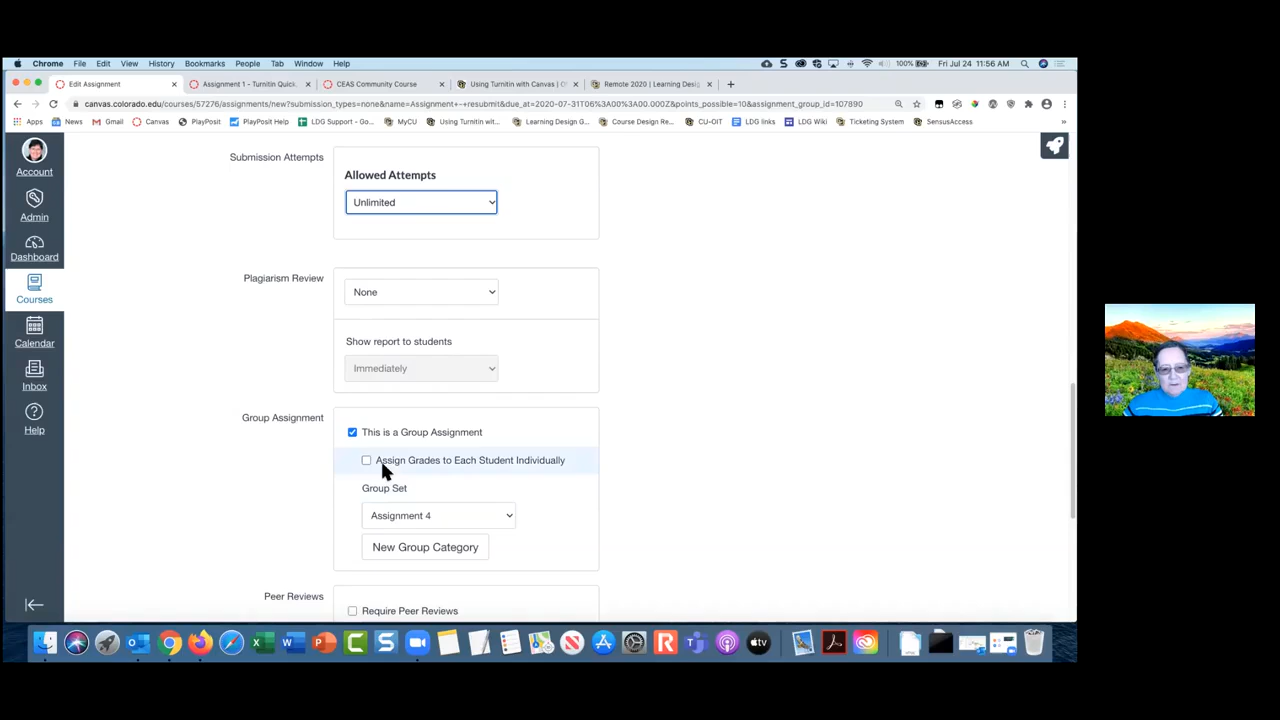 Chrome File Edit View History Bookmarks People Tab Window Help 100% Fri Jul 24 11:56 AM
Edit Assignment Assignment 1 - Turnitin Quick. CEAS Community Course Using Turnitin with Canvas | O Remote 2020 | Learning Desig
canvas.colorado.edu/courses/57276/assignments/new?submission_types=none&name=Assignment+-+resubmit&due_at=2020-07-31T06%3A00%3A00.000Z&points_possible=10&assignment_group_id=107890
Apps News Gmail Canvas PlayPosit PlayPosit Help LDG Support - Go... MyCU Using Turnitin wit... Learning Design G... Course Design Re... CU-OIT LDG links LDG Wiki Ticketing System SensusAccess »
Account
Admin
Dashboard
Courses
Calendar
Inbox
Help
Submission Attempts
Allowed Attempts
Unlimited
Plagiarism Review
None
Show report to students
Immediately
Group Assignment
This is a Group Assignment
Assign Grades to Each Student Individually
Group Set
Assignment 4
New Group Category
Peer Reviews
Require Peer Reviews